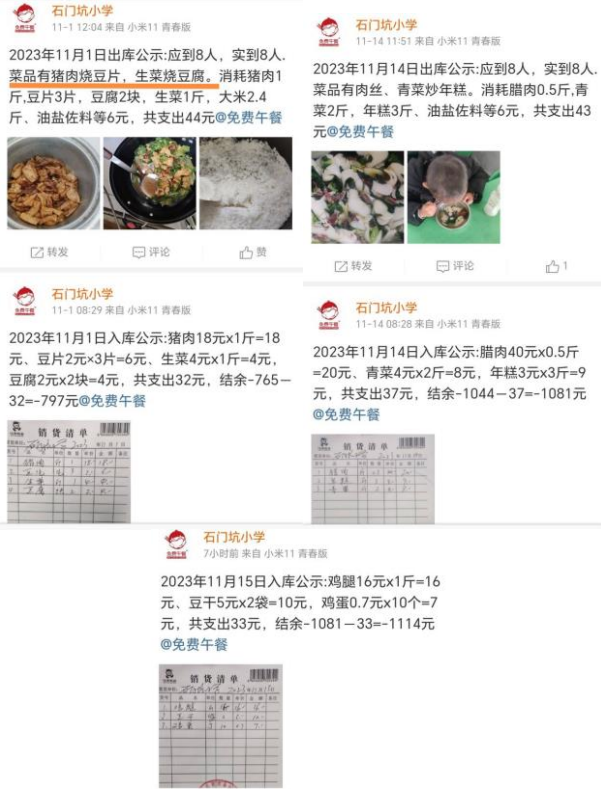 石门坑小学
11-1 12:04 来自 小米11 青春版
2023年11月1日出库公示:应到8人，实到8人.
菜品有猪肉烧豆片，生菜烧豆腐。消耗猪肉1
斤,豆片3片，豆腐2块，生菜1斤，大米2.4
斤、油盐佐料等6元，共支出44元@免费午餐
转发
评论
赞
石门坑小学
11-1 08:29 来自 小米11 青春版
2023年11月1日入库公示:猪肉18元x1斤=18
元、豆片2元×3片=6元、生菜4元x1斤=4元，
豆腐2元x2块=4元，共支出32元，结余-765－
32=-797元@免费午餐
销货清单
石门坑小学
11-14 11:51 来自 小米11 青春版
2023年11月14日出库公示:应到8人，实到8人.
菜品有肉丝、青菜炒年糕。消耗腊肉0.5斤,青
菜2斤，年糕3斤、油盐佐料等6元，共支出43
元@免费午餐
转发
评论
1
石门坑小学
11-14 08:28 来自 小米11 青春版
2023年11月14日入库公示:腊肉40元x0.5斤
=20元、青菜4元x2斤=8元，年糕3元x3斤=9
元，共支出37元，结余-1044－37=-1081元
@免费午餐
销货清单
石门坑小学
7小时前 来自 小米11 青春版
2023年11月15日入库公示:鸡腿16元x1斤=16
元、豆干5元x2袋=10元，鸡蛋0.7元x10个=7
元，共支出33元，结余-1081－33=-1114元
@免费午餐
销货清单